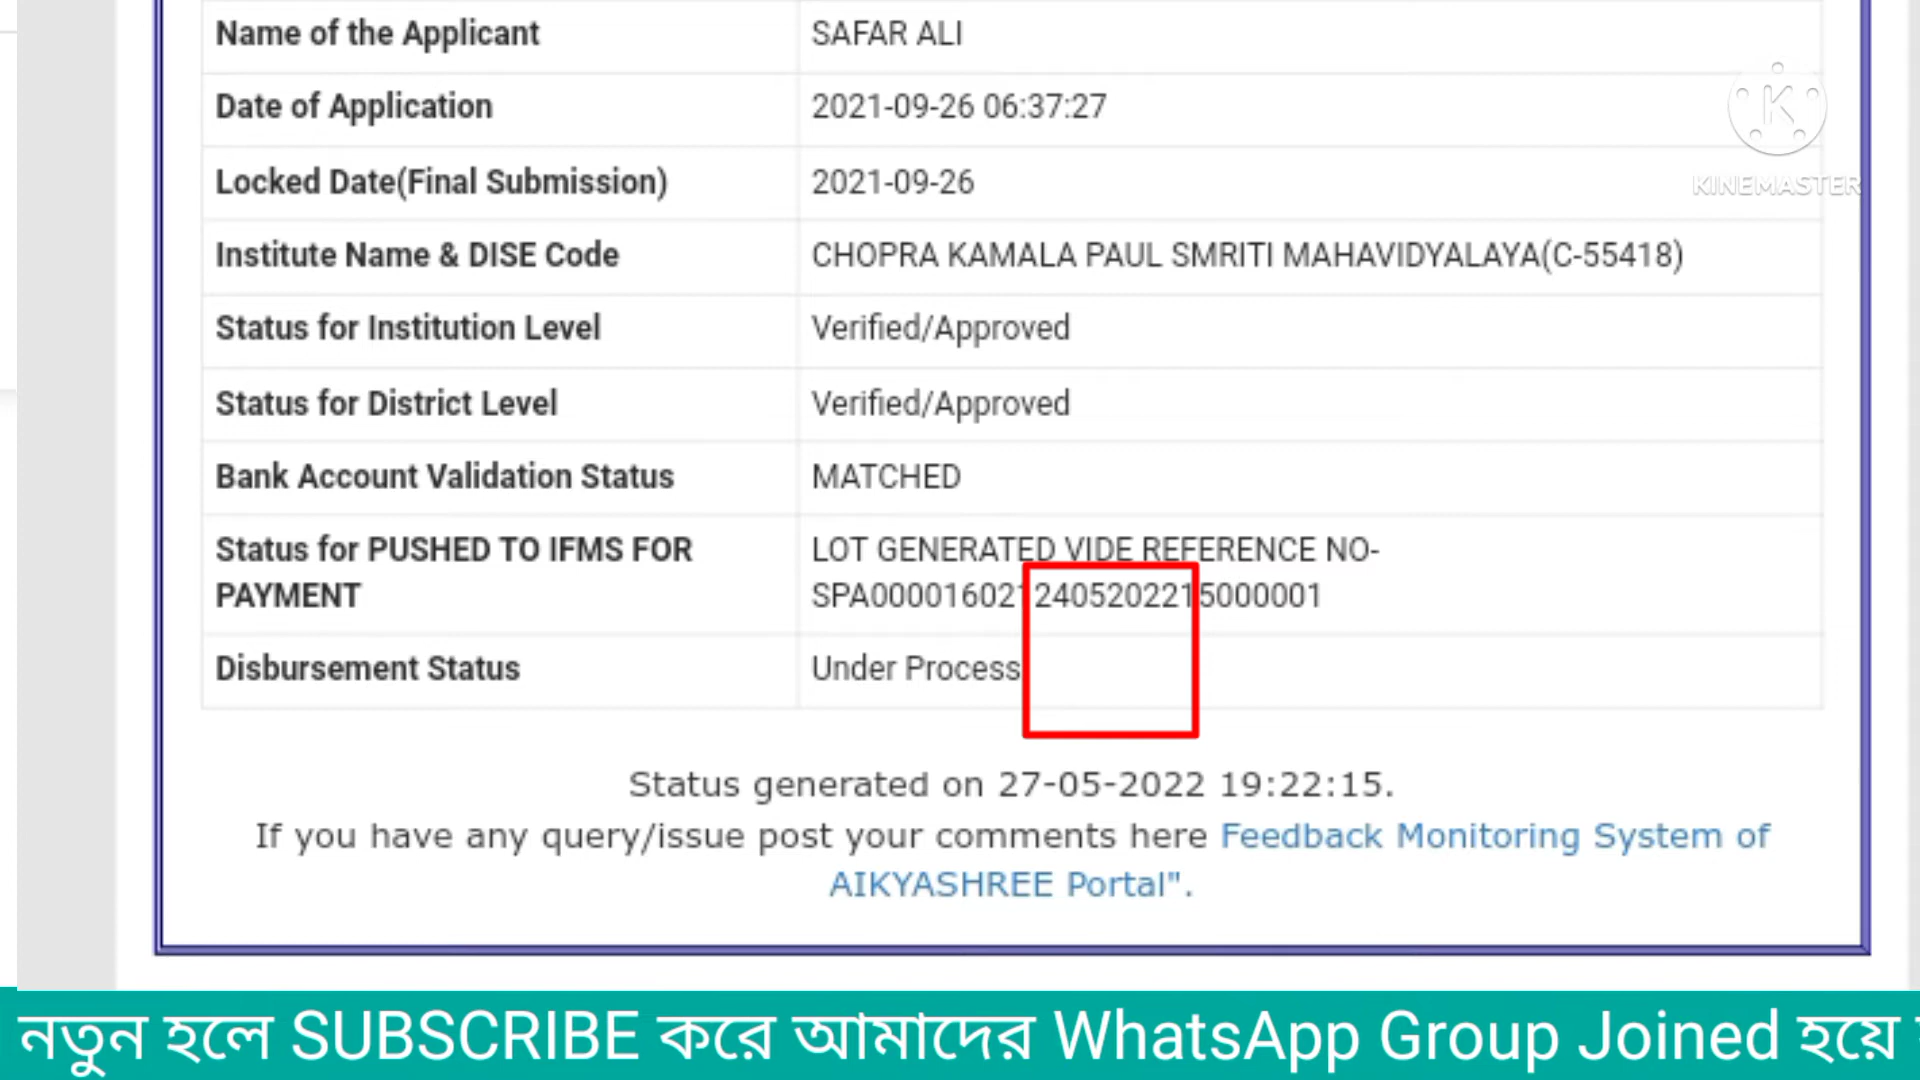 Name of the Applicant SAFAR ALI
Date of Application 2021-09-26 06:37:27
KINEMASTER
Locked Date(Final Submission) 2021-09-26
Institute Name & DISE Code CHOPRA KAMALA PAUL SMRITI MAHAVIDYALAYA(C-55418)
Status for Institution Level Verified/Approved
Status for District Level Verified/Approved
Bank Account Validation Status MATCHED
Status for PUSHED TO IFMS FOR LOT GENERATED VIDE REFERENCE NO-
PAYMENT SPA0000160212405202215000001
Disbursement Status Under Process
Status generated on 27-05-2022 19:22:15.
If you have any query/issue post your comments here Feedback Monitoring System of
AIKYASHREE Portal".
নতুন হলে SUBSCRIBE করে আমাদের WhatsApp Group Joined হয়ে